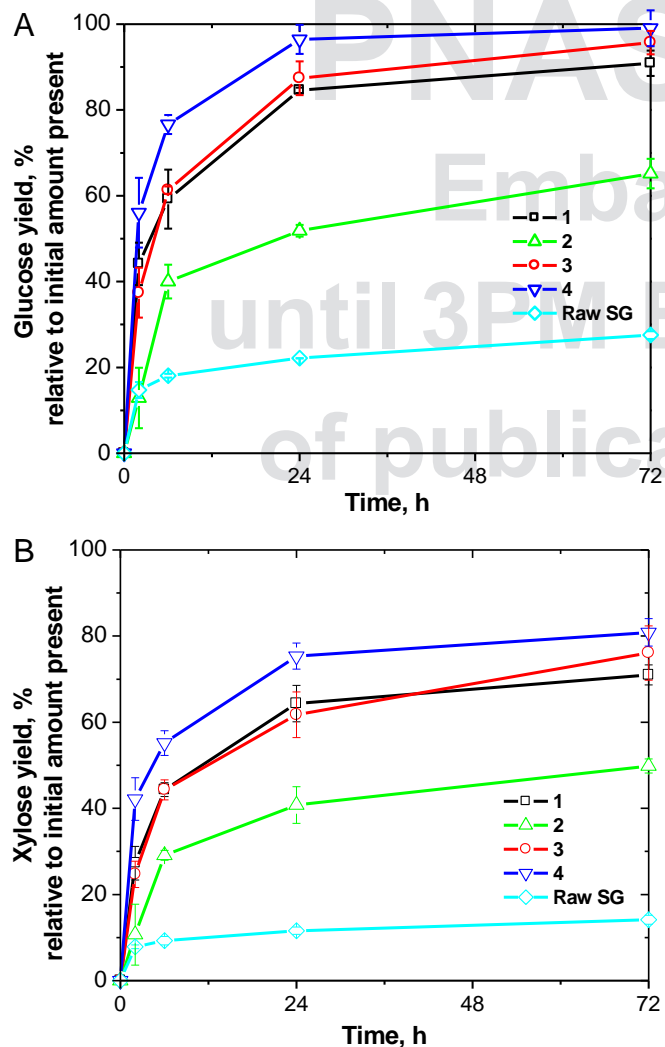 A
PNAS
Emba
until 3PM E
of publica
Glucose yield, %
relative to initial amount present
100
80
60
40
20
0
1
2
3
4
Raw SG
0
24
48
72
Time, h
B
Xylose yield, %
relative to initial amount present
100
80
60
40
20
0
1
2
3
4
Raw SG
0
24
48
72
Time, h